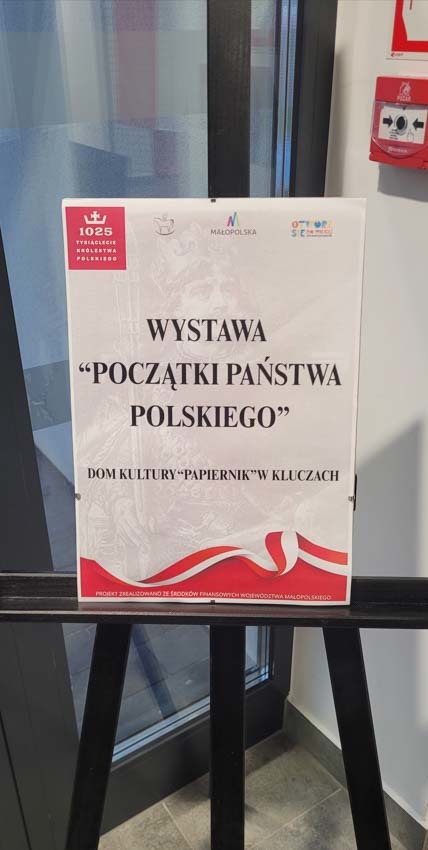 1025
TYSIĄCLECIE
KRÓLESTWA
POLSKIEGO
MAŁOPOLSKA
WYSTAWA
“POCZĄTKI PAŃSTWA
POLSKIEGO”
DOM KULTURY “PAPIERNIK” W KLUCZACH
PROJEKT ZREALIZOWANO ZE ŚRODKÓW FINANSOWYCH WOJEWÓDZTWA MAŁOPOLSKIEGO
POŻAR